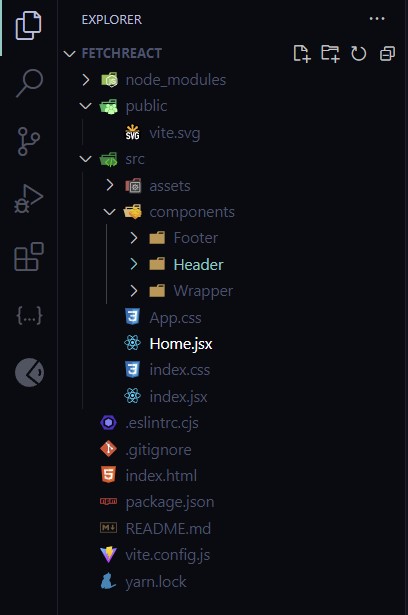 EXPLORER
FETCHREACT
node_modules
public
SVG vite.svg
src
assets
components
Footer
Header
Wrapper
App.css
Home.jsx
index.css
index.jsx
.eslintrc.cjs
.gitignore
index.html
package.json
README.md
vite.config.js
yarn.lock